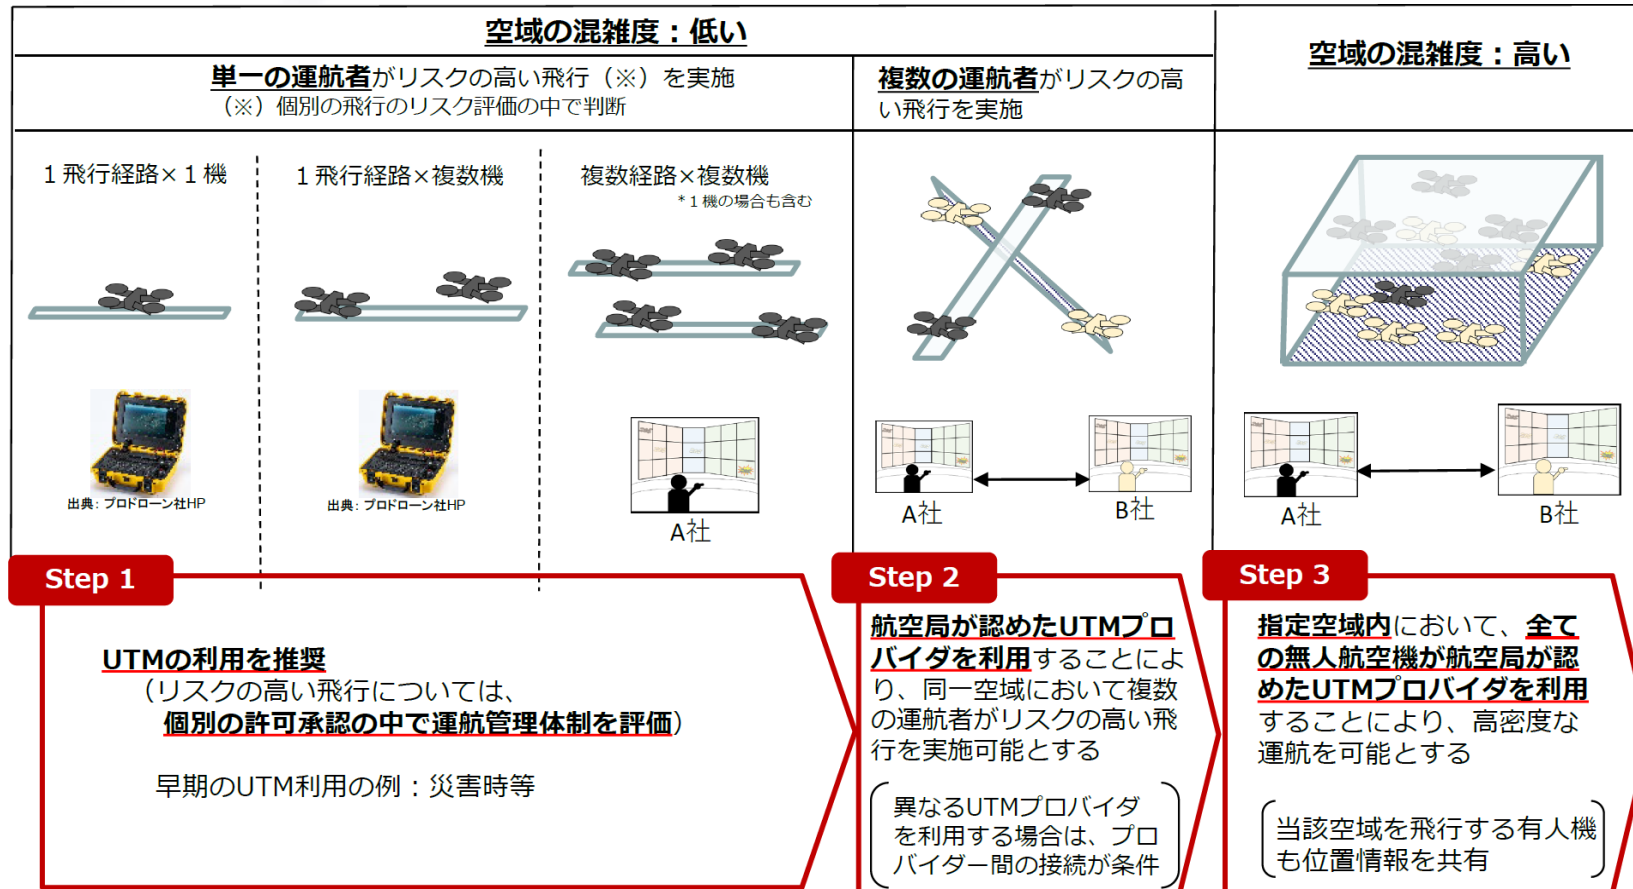 空域の混雑度：低い
空域の混雑度：高い
単一の運航者がリスクの高い飛行（※）を実施
（※）個別の飛行のリスク評価の中で判断
複数の運航者がリスクの高
い飛行を実施
１飛行経路×１機
１飛行経路×複数機
複数経路×複数機
*１機の場合も含む
出典：プロドローン社HP
出典：プロドローン社HP
A社
A社
B社
A社
B社
Step 1
UTMの利用を推奨
（リスクの高い飛行については、
個別の許可承認の中で運航管理体制を評価）
早期のUTM利用の例：災害時等
Step 2
航空局が認めたUTMプロ
バイダを利用することによ
り、同一空域において複数
の運航者がリスクの高い飛
行を実施可能とする
異なるUTMプロバイダ
を利用する場合は、プロ
バイダー間の接続が条件
Step 3
指定空域内において、全て
の無人航空機が航空局が認
めたUTMプロバイダを利用
することにより、高密度な
運航を可能とする
当該空域を飛行する有人機
も位置情報を共有